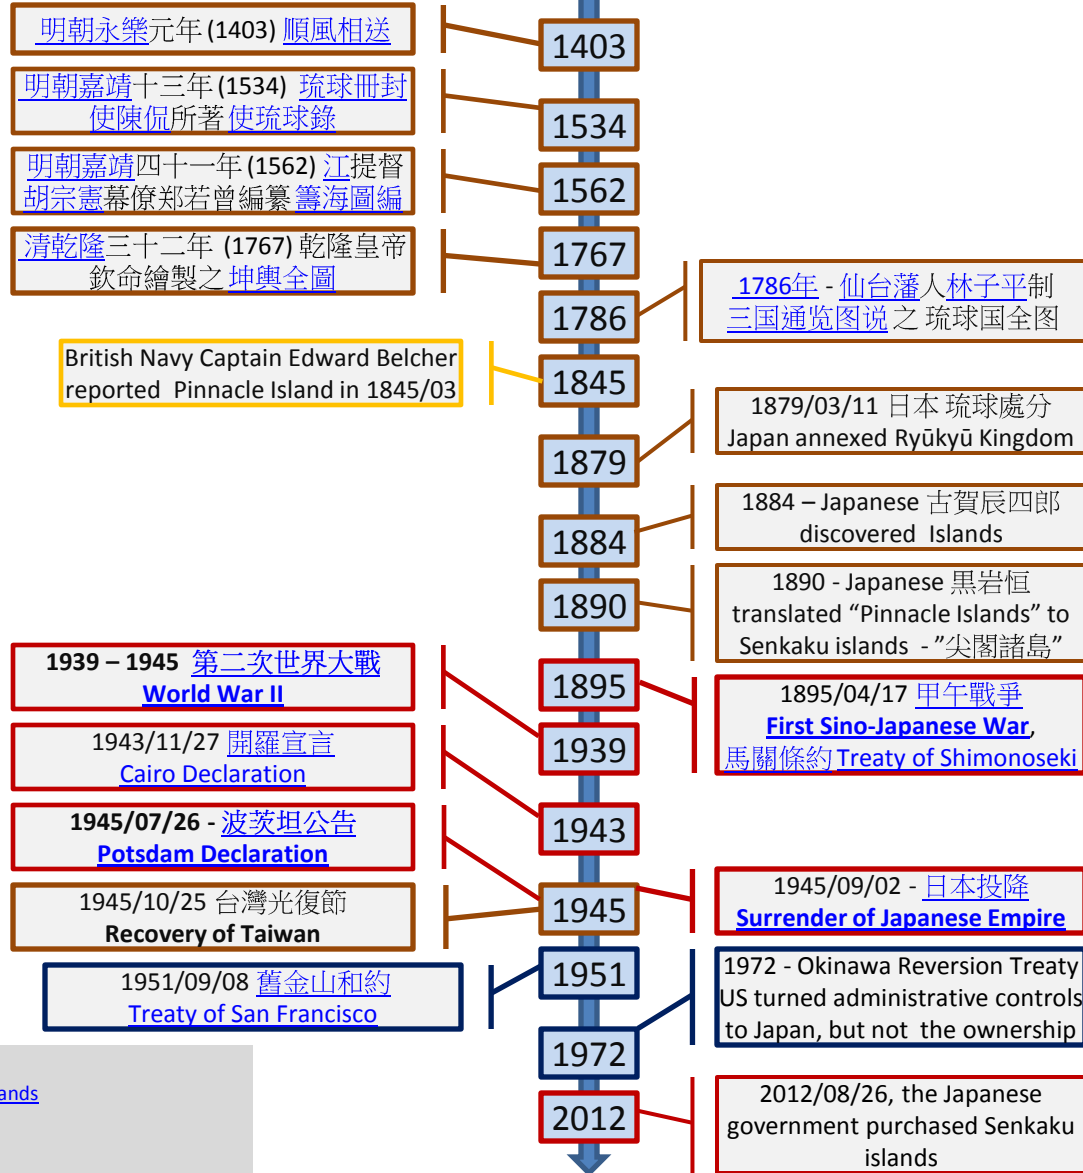 明朝永樂元年 (1403) 順風相送
1403
明朝嘉靖十三年 (1534) 琉球冊封
使陳侃所著 使琉球錄
1534
明朝嘉靖四十一年 (1562) 江提督
胡宗憲幕僚郑若曾編纂 籌海圖編
1562
清乾隆三十二年 (1767) 乾隆皇帝
欽命繪製之 坤輿全圖
1767
1786年 - 仙台藩人林子平制
三国通览图说 之 琉球国全图
1786
British Navy Captain Edward Belcher
reported Pinnacle Island in 1845/03
1845
1879/03/11 日本 琉球處分
Japan annexed Ryūkyū Kingdom
1879
1884 – Japanese 古賀辰四郎
discovered Islands
1884
1890 - Japanese 黒岩恒
translated “Pinnacle Islands” to
Senkaku islands - ”尖閣諸島”
1890
1939 – 1945 第二次世界大戰
World War II
1895
1895/04/17 甲午戰爭
First Sino-Japanese War,
馬關條約 Treaty of Shimonoseki
1939
1943/11/27 開羅宣言
Cairo Declaration
1943
1945/07/26 - 波茨坦公告
Potsdam Declaration
1945/10/25 台灣光復節
Recovery of Taiwan
1945
1945/09/02 - 日本投降
Surrender of Japanese Empire
1951/09/08 舊金山和約
Treaty of San Francisco
1951
1972 - Okinawa Reversion Treaty
US turned administrative controls
to Japan, but not the ownership
1972
ands
2012
2012/08/26, the Japanese
government purchased Senkaku
islands